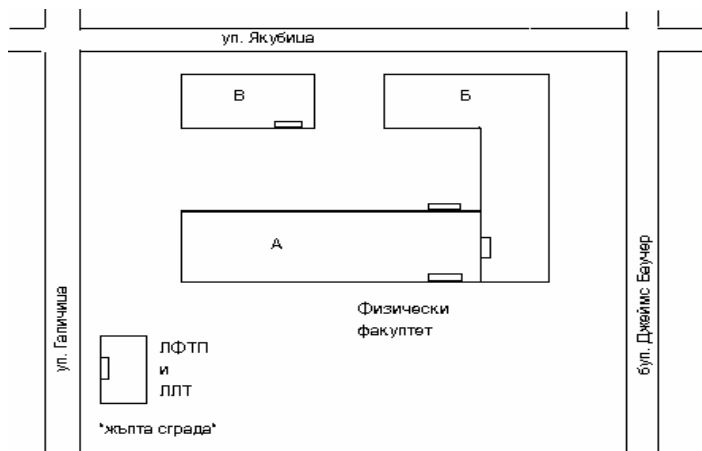 ул. Якубица
В
Б
А
Физически
факултет
ул. Галичица
бул. Джеймс Баучер
ЛФТП
и
ЛЛТ
"жълта сграда"